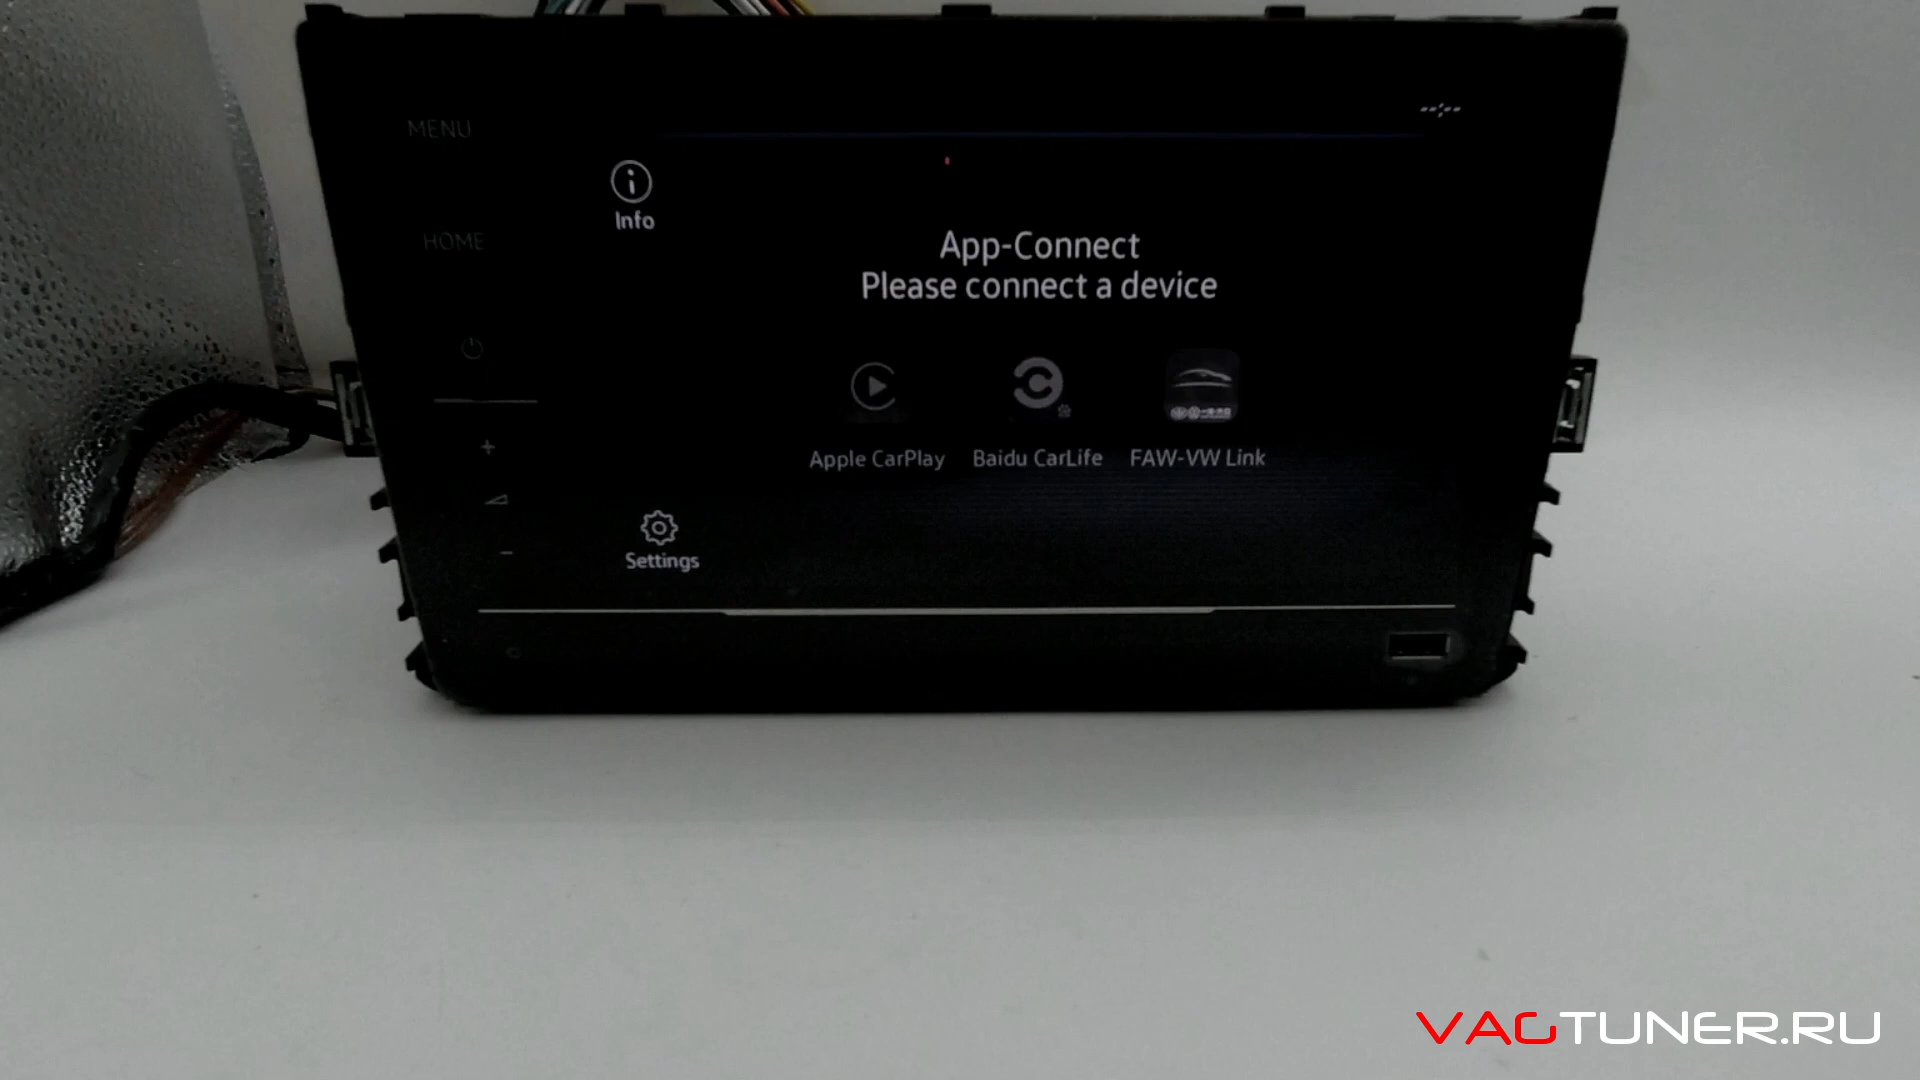 MENU
--:--
Info
HOME
App-Connect
Please connect a device
Apple CarPlay
Baidu CarLife
FAW-VW Link
+
-
Settings
VAGTUNER.RU